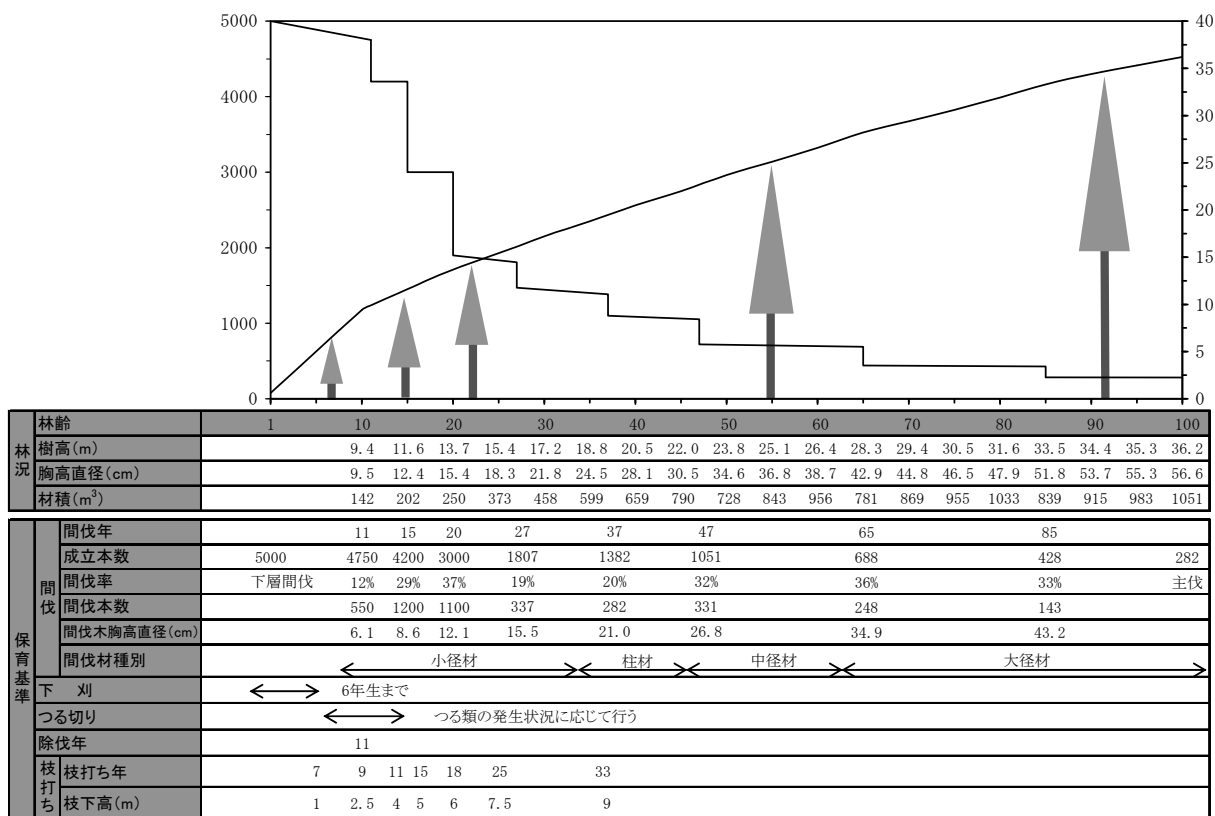 5000
4000
3000
2000
1000
0
40
35
30
25
20
15
10
5
0
林況
林齢 1 10 20 30 40 50 60 70 80 90 100
樹高(m) 9.4 11.6 13.7 15.4 17.2 18.8 20.5 22.0 23.8 25.1 26.4 28.3 29.4 30.5 31.6 33.5 34.4 35.3 36.2
胸高直径(cm) 9.5 12.4 15.4 18.3 21.8 24.5 28.1 30.5 34.6 36.8 38.7 42.9 44.8 46.5 47.9 51.8 53.7 55.3 56.6
材積(m³) 142 202 250 373 458 599 659 790 728 843 956 781 869 955 1033 839 915 983 1051
保育基準
間伐
間伐年 11 15 20 27 37 47 65 85
成立本数 5000 4750 4200 3000 1807 1382 1051 688 428 282
間伐率 下層間伐 12% 29% 37% 19% 20% 32% 36% 33% 主伐
間伐本数 550 1200 1100 337 282 331 248 143
間伐木胸高直径(cm) 6.1 8.6 12.1 15.5 21.0 26.8 34.9 43.2
間伐材種別 小径材 柱材 中径材 大径材
下 刈 6年生まで
つる切り つる類の発生状況に応じて行う
除伐年 11
枝打ち
枝打ち年 7 9 11 15 18 25 33
枝下高(m) 1 2.5 4 5 6 7.5 9